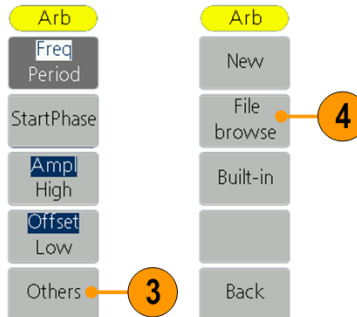 Arb
Freq
Period
StartPhase
Ampl
High
Offset
Low
Others
3
Arb
New
File
browse
4
Built-in
Back